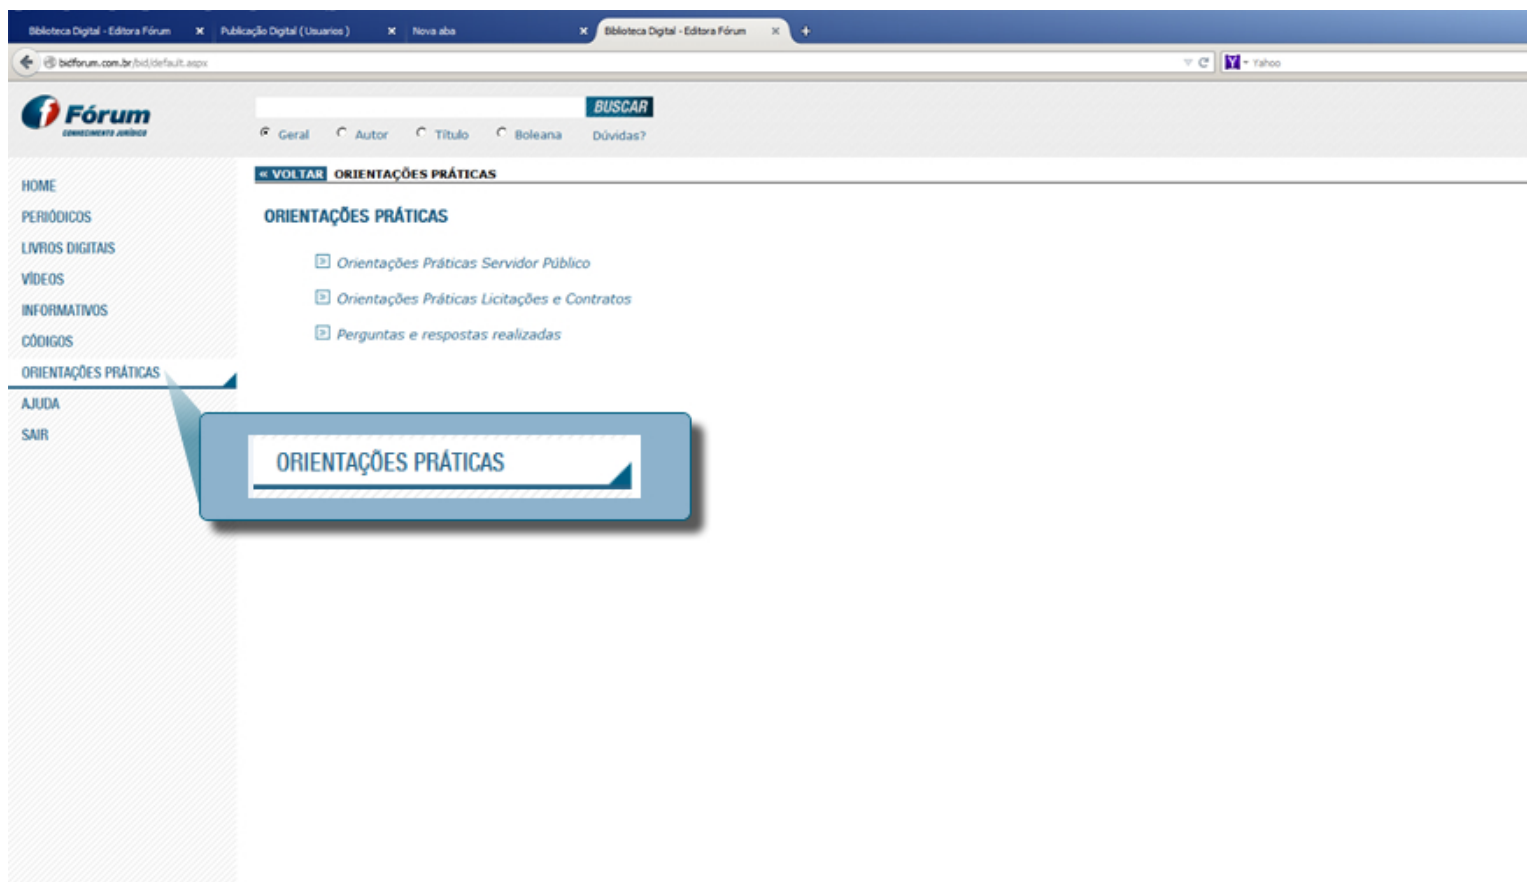 Biblioteca Digital - Editora Fórum
Publicação Digital ( Usuarios )
Nova aba
Biblioteca Digital - Editora Fórum
bidforum.com.br/bid/default.aspx
Yahoo
Fórum
CONHECIMENTO JURÍDICO
BUSCAR
Geral Autor Título Boleana Dúvidas?
« VOLTAR ORIENTAÇÕES PRÁTICAS
HOME
PERIÓDICOS
LIVROS DIGITAIS
VÍDEOS
INFORMATIVOS
CÓDIGOS
ORIENTAÇÕES PRÁTICAS
AJUDA
SAIR
ORIENTAÇÕES PRÁTICAS
Orientações Práticas Servidor Público
Orientações Práticas Licitações e Contratos
Perguntas e respostas realizadas
ORIENTAÇÕES PRÁTICAS